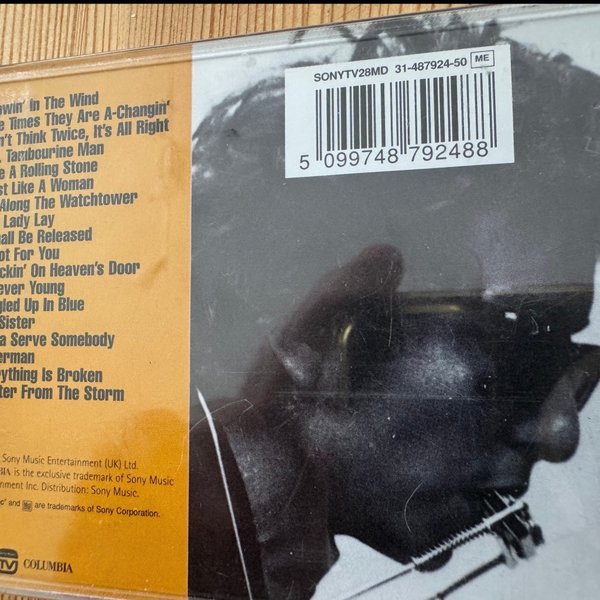 SONYTV28MD 31-487924-50 ME
5 099748 792488
owin' In The Wind
e Times They Are A-Changin'
n't Think Twice, It's All Right
. Tambourine Man
e A Rolling Stone
st Like A Woman
Along The Watchtower
Lady Lay
all Be Released
ot For You
ckin' On Heaven's Door
ever Young
gled Up In Blue
Sister
a Serve Somebody
erman
rything Is Broken
ter From The Storm
Sony Music Entertainment (UK) Ltd.
BIA is the exclusive trademark of Sony Music
nment Inc. Distribution: Sony Music.
and are trademarks of Sony Corporation.
TV COLUMBIA